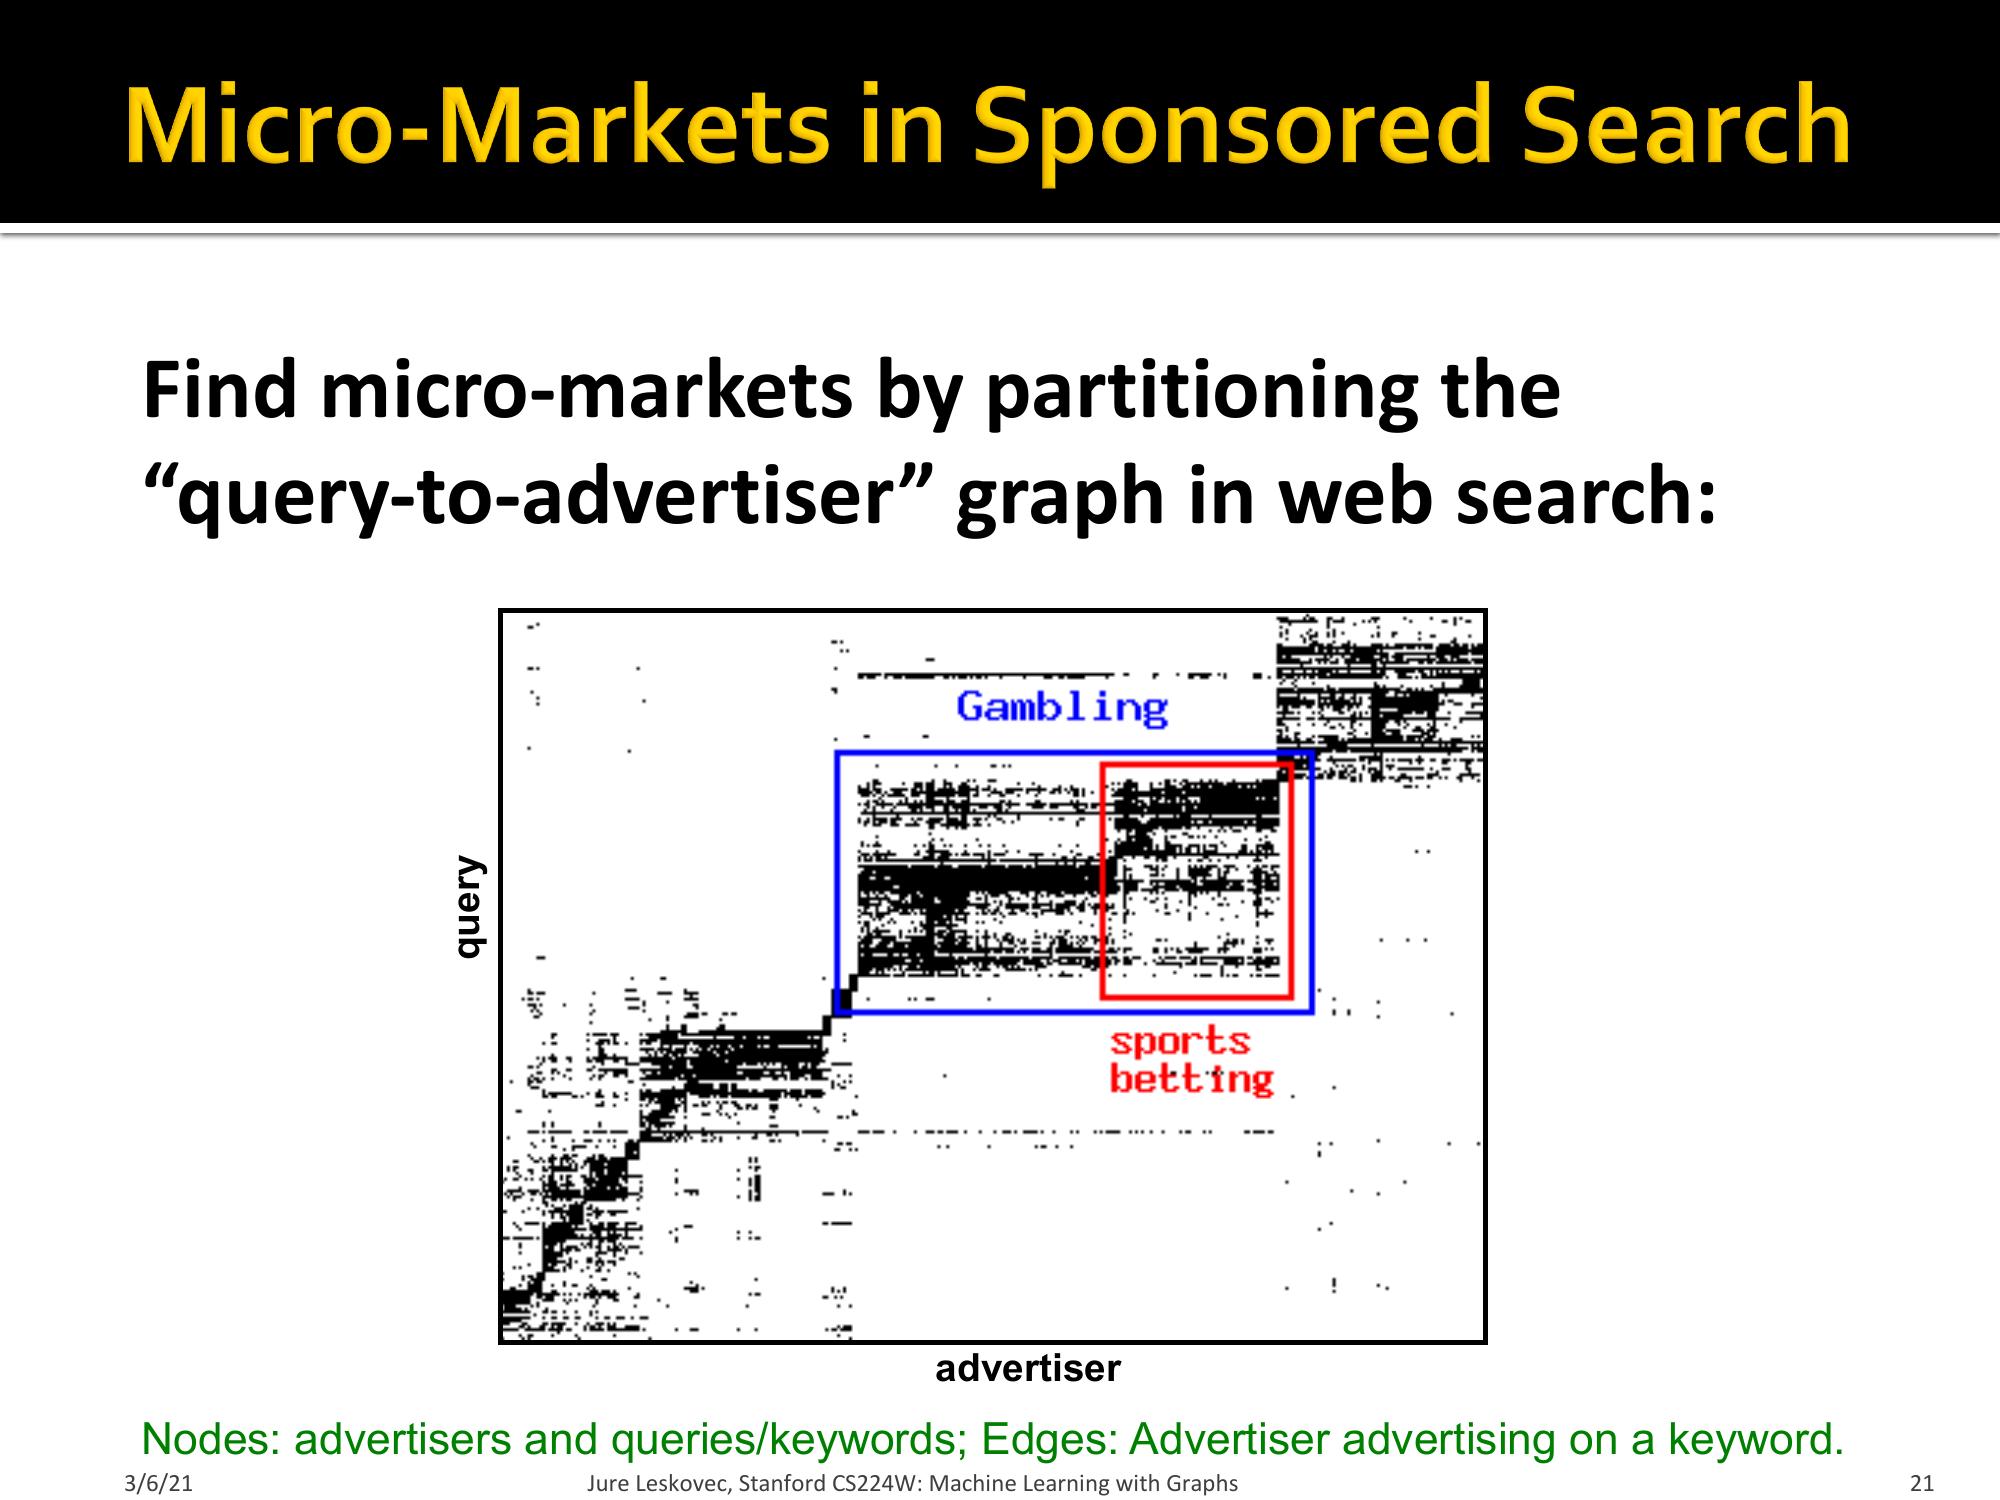 Micro-Markets in Sponsored Search
Find micro-markets by partitioning the
“query-to-advertiser” graph in web search:
Gambling
query
sports
betting
advertiser
Nodes: advertisers and queries/keywords; Edges: Advertiser advertising on a keyword.
3/6/21
Jure Leskovec, Stanford CS224W: Machine Learning with Graphs
21